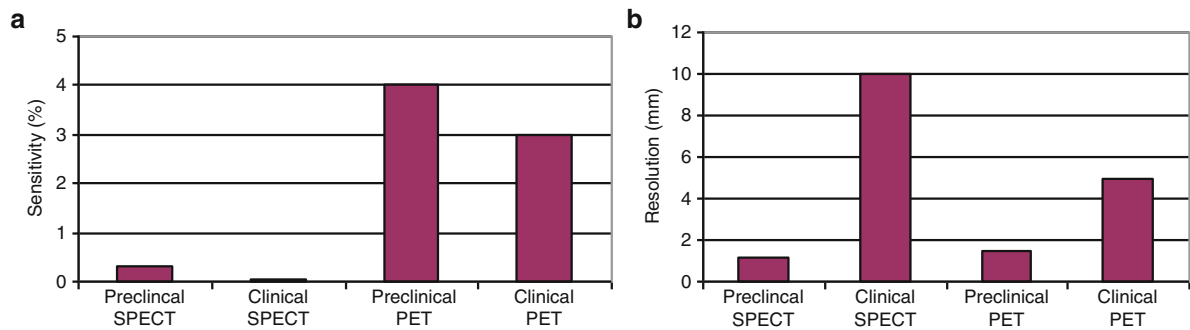 a
5
4
3
2
1
0
Sensitivity (%)
Preclincal
SPECT
Clinical
SPECT
Preclinical
PET
Clinical
PET
b
12
10
8
6
4
2
0
Resolution (mm)
Preclincal
SPECT
Clinical
SPECT
Preclinical
PET
Clinical
PET